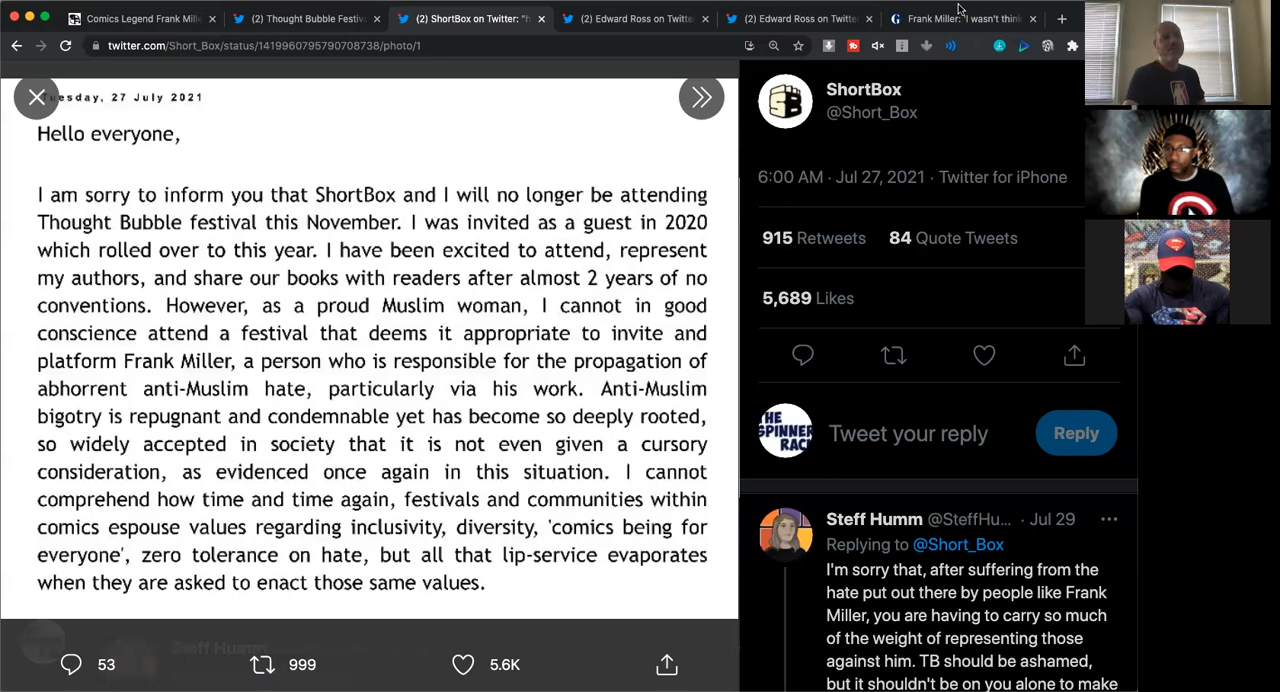 Comics Legend Frank Mille
(2) Thought Bubble Festiv
(2) ShortBox on Twitter: "h
(2) Edward Ross on Twitte
(2) Edward Ross on Twitte
Frank Miller: 'I wasn't think
twitter.com/Short_Box/status/1419960795790708738/photo/1
uesday, 27 July 2021
Hello everyone,
I am sorry to inform you that ShortBox and I will no longer be attending
Thought Bubble festival this November. I was invited as a guest in 2020
which rolled over to this year. I have been excited to attend, represent
my authors, and share our books with readers after almost 2 years of no
conventions. However, as a proud Muslim woman, I cannot in good
conscience attend a festival that deems it appropriate to invite and
platform Frank Miller, a person who is responsible for the propagation of
abhorrent anti-Muslim hate, particularly via his work. Anti-Muslim
bigotry is repugnant and condemnable yet has become so deeply rooted,
so widely accepted in society that it is not even given a cursory
consideration, as evidenced once again in this situation. I cannot
comprehend how time and time again, festivals and communities within
comics espouse values regarding inclusivity, diversity, 'comics being for
everyone', zero tolerance on hate, but all that lip-service evaporates
when they are asked to enact those same values.
Steff Humm
53
999
5.6K
SB
ShortBox
@Short_Box
6:00 AM · Jul 27, 2021 · Twitter for iPhone
915 Retweets 84 Quote Tweets
5,689 Likes
THE
SPINNER
RAC
Tweet your reply
Reply
Steff Humm @SteffHu... · Jul 29
Replying to @Short_Box
I'm sorry that, after suffering from the
hate put out there by people like Frank
Miller, you are having to carry so much
of the weight of representing those
against him. TB should be ashamed,
but it shouldn't be on you alone to make